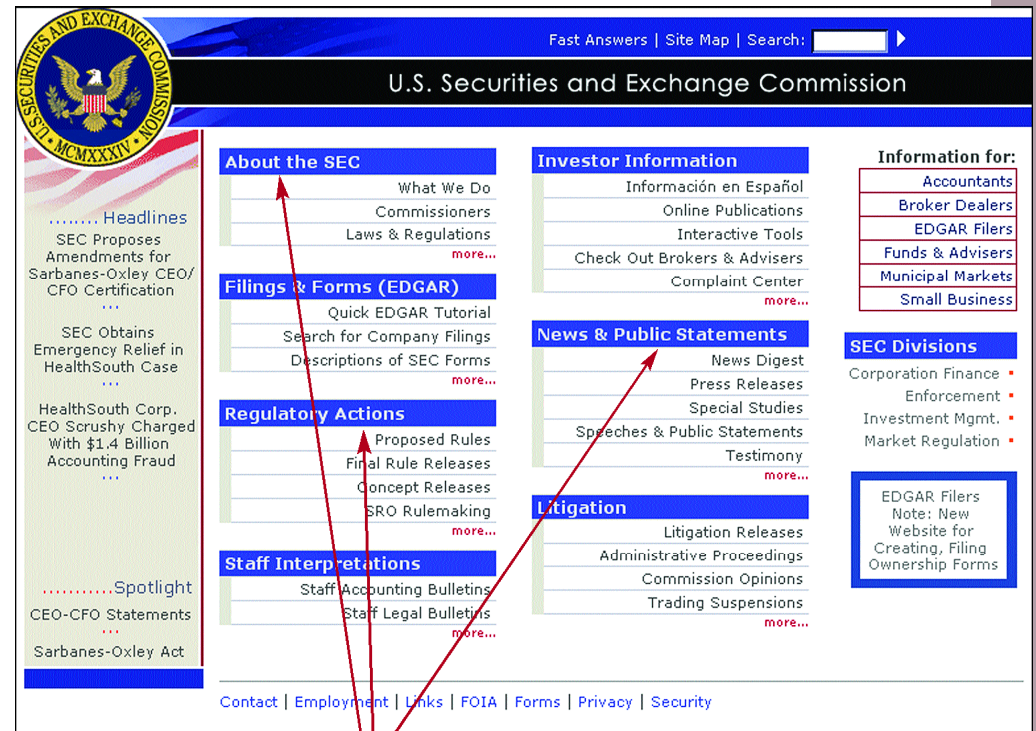 U.S. SECURITIES AND EXCHANGE COMMISSION
MCMXXXIV
Fast Answers | Site Map | Search:
U.S. Securities and Exchange Commission
........ Headlines
SEC Proposes
Amendments for
Sarbanes-Oxley CEO/
CFO Certification
...
SEC Obtains
Emergency Relief in
HealthSouth Case
...
HealthSouth Corp.
CEO Scrushy Charged
With $1.4 Billion
Accounting Fraud
...
...........Spotlight
CEO-CFO Statements
...
Sarbanes-Oxley Act
About the SEC
What We Do
Commissioners
Laws & Regulations
more...
Filings & Forms (EDGAR)
Quick EDGAR Tutorial
Search for Company Filings
Descriptions of SEC Forms
more...
Regulatory Actions
Proposed Rules
Final Rule Releases
Concept Releases
SRO Rulemaking
more...
Staff Interpretations
Staff Accounting Bulletins
Staff Legal Bulletins
more...
Investor Information
Información en Español
Online Publications
Interactive Tools
Check Out Brokers & Advisers
Complaint Center
more...
News & Public Statements
News Digest
Press Releases
Special Studies
Speeches & Public Statements
Testimony
more...
Litigation
Litigation Releases
Administrative Proceedings
Commission Opinions
Trading Suspensions
more...
Information for:
Accountants
Broker Dealers
EDGAR Filers
Funds & Advisers
Municipal Markets
Small Business
SEC Divisions
Corporation Finance
Enforcement
Investment Mgmt.
Market Regulation
EDGAR Filers
Note: New
Website for
Creating, Filing
Ownership Forms
Contact | Employment | Links | FOIA | Forms | Privacy | Security